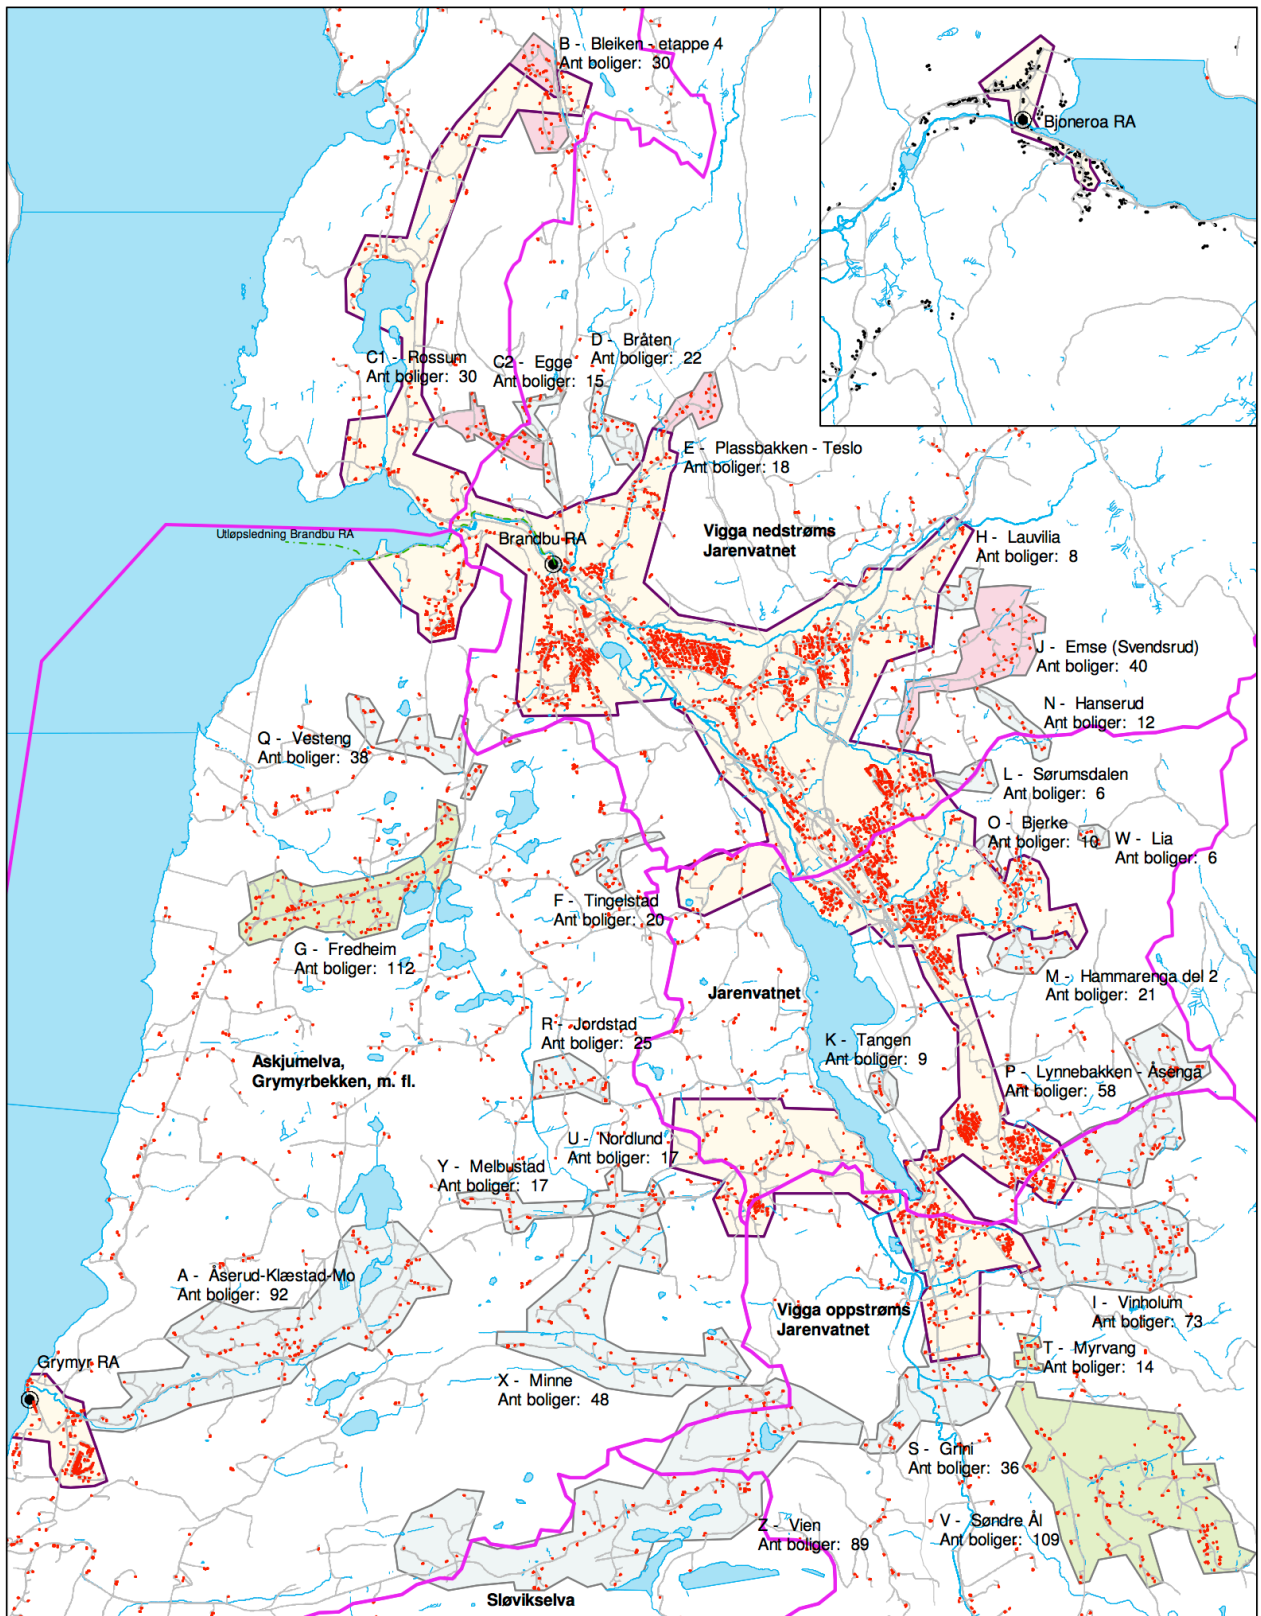 B - Bleiken - etappe 4
Ant boliger: 30
Bjoneroa RA
D - Bråten
Ant boliger: 22
C1 - Rossum
Ant boliger: 30
C2 - Egge
Ant boliger: 15
E - Plassbakken - Teslo
Ant boliger: 18
Utløpsledning Brandbu RA
Brandbu RA
Vigga nedstrøms
Jarenvatnet
H - Lauvilia
Ant boliger: 8
J - Emse (Svendsrud)
Ant boliger: 40
N - Hanserud
Ant boliger: 12
Q - Vesteng
Ant boliger: 38
L - Sørumsdalen
Ant boliger: 6
O - Bjerke
Ant boliger: 10
W - Lia
Ant boliger: 6
F - Tingelstad
Ant boliger: 20
G - Fredheim
Ant boliger: 112
M - Hammarenga del 2
Ant boliger: 21
Jarenvatnet
R - Jordstad
Ant boliger: 25
K - Tangen
Ant boliger: 9
Askjumelva,
Grymyrbekken, m. fl.
P - Lynnebakken - Åsenga
Ant boliger: 58
U - Nordlund
Ant boliger: 17
Y - Melbustad
Ant boliger: 17
A - Åserud-Klæstad-Mo
Ant boliger: 92
Vigga oppstrøms
Jarenvatnet
I - Vinholum
Ant boliger: 73
T - Myrvang
Ant boliger: 14
Grymyr RA
X - Minne
Ant boliger: 48
S - Grini
Ant boliger: 36
V - Søndre Ål
Ant boliger: 109
Z - Vien
Ant boliger: 89
Sløvikselva